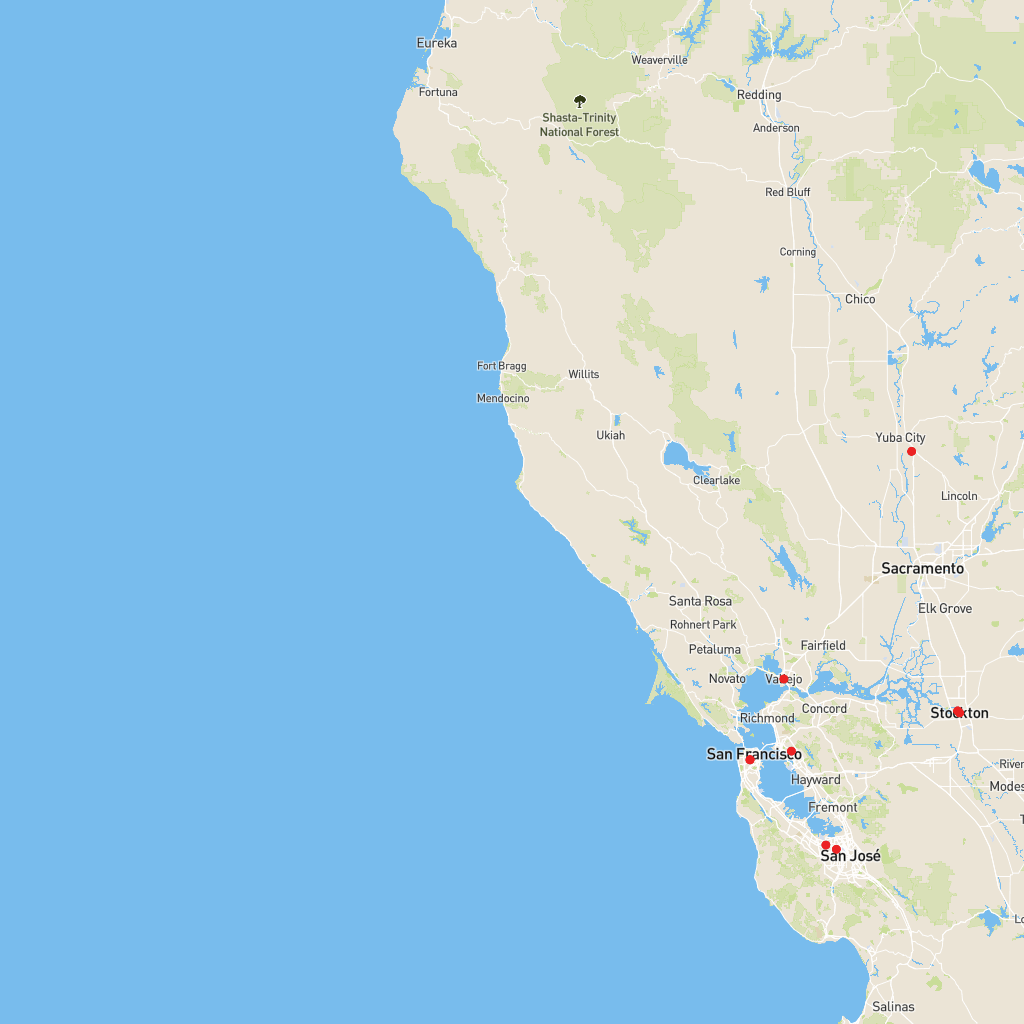 Eureka
Weaverville
Fortuna
Redding
Shasta-Trinity
National Forest
Anderson
Red Bluff
Corning
Chico
Fort Bragg
Willits
Mendocino
Ukiah
Yuba City
Clearlake
Lincoln
Sacramento
Santa Rosa
Elk Grove
Rohnert Park
Petaluma
Fairfield
Novato
Vallejo
Concord
Richmond
Stockton
San Francisco
River
Hayward
Modes
Fremont
T
San José
Lo
Salinas